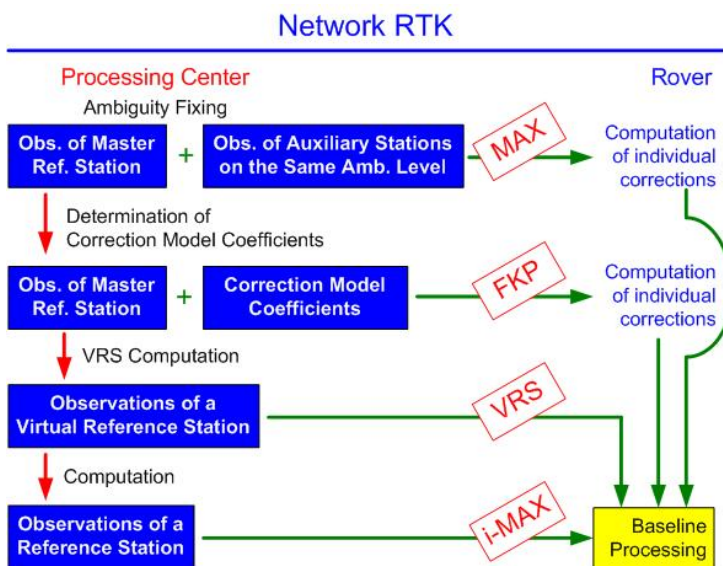 Network RTK
Processing Center
Rover
Ambiguity Fixing
Obs. of Master
Ref. Station
+
Obs. of Auxiliary Stations
on the Same Amb. Level
MAX
Computation
of individual
corrections
Determination of
Correction Model Coefficients
Obs. of Master
Ref. Station
+
Correction Model
Coefficients
FKP
Computation
of individual
corrections
VRS Computation
Observations of a
Virtual Reference Station
VRS
Computation
Observations of a
Reference Station
i-MAX
Baseline
Processing